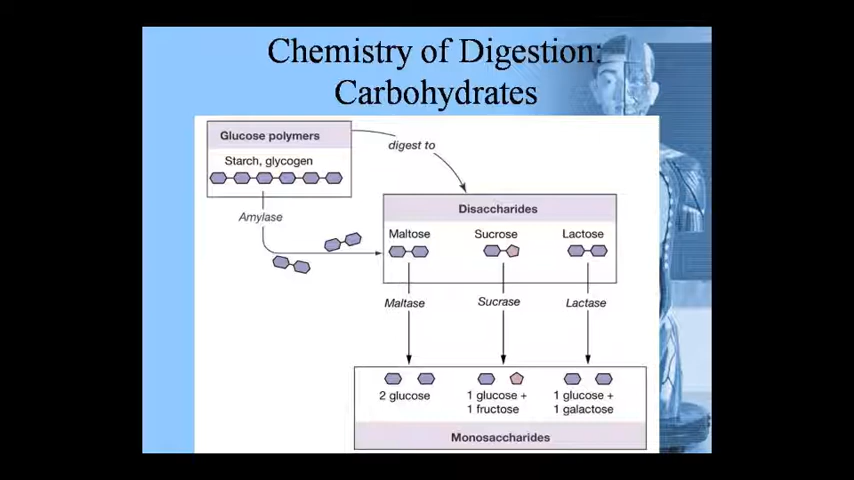 Chemistry of Digestion:
Carbohydrates
Glucose polymers
Starch, glycogen
digest to
Amylase
Disaccharides
Maltose
Sucrose
Lactose
Maltase
Sucrase
Lactase
2 glucose
1 glucose +
1 fructose
1 glucose +
1 galactose
Monosaccharides